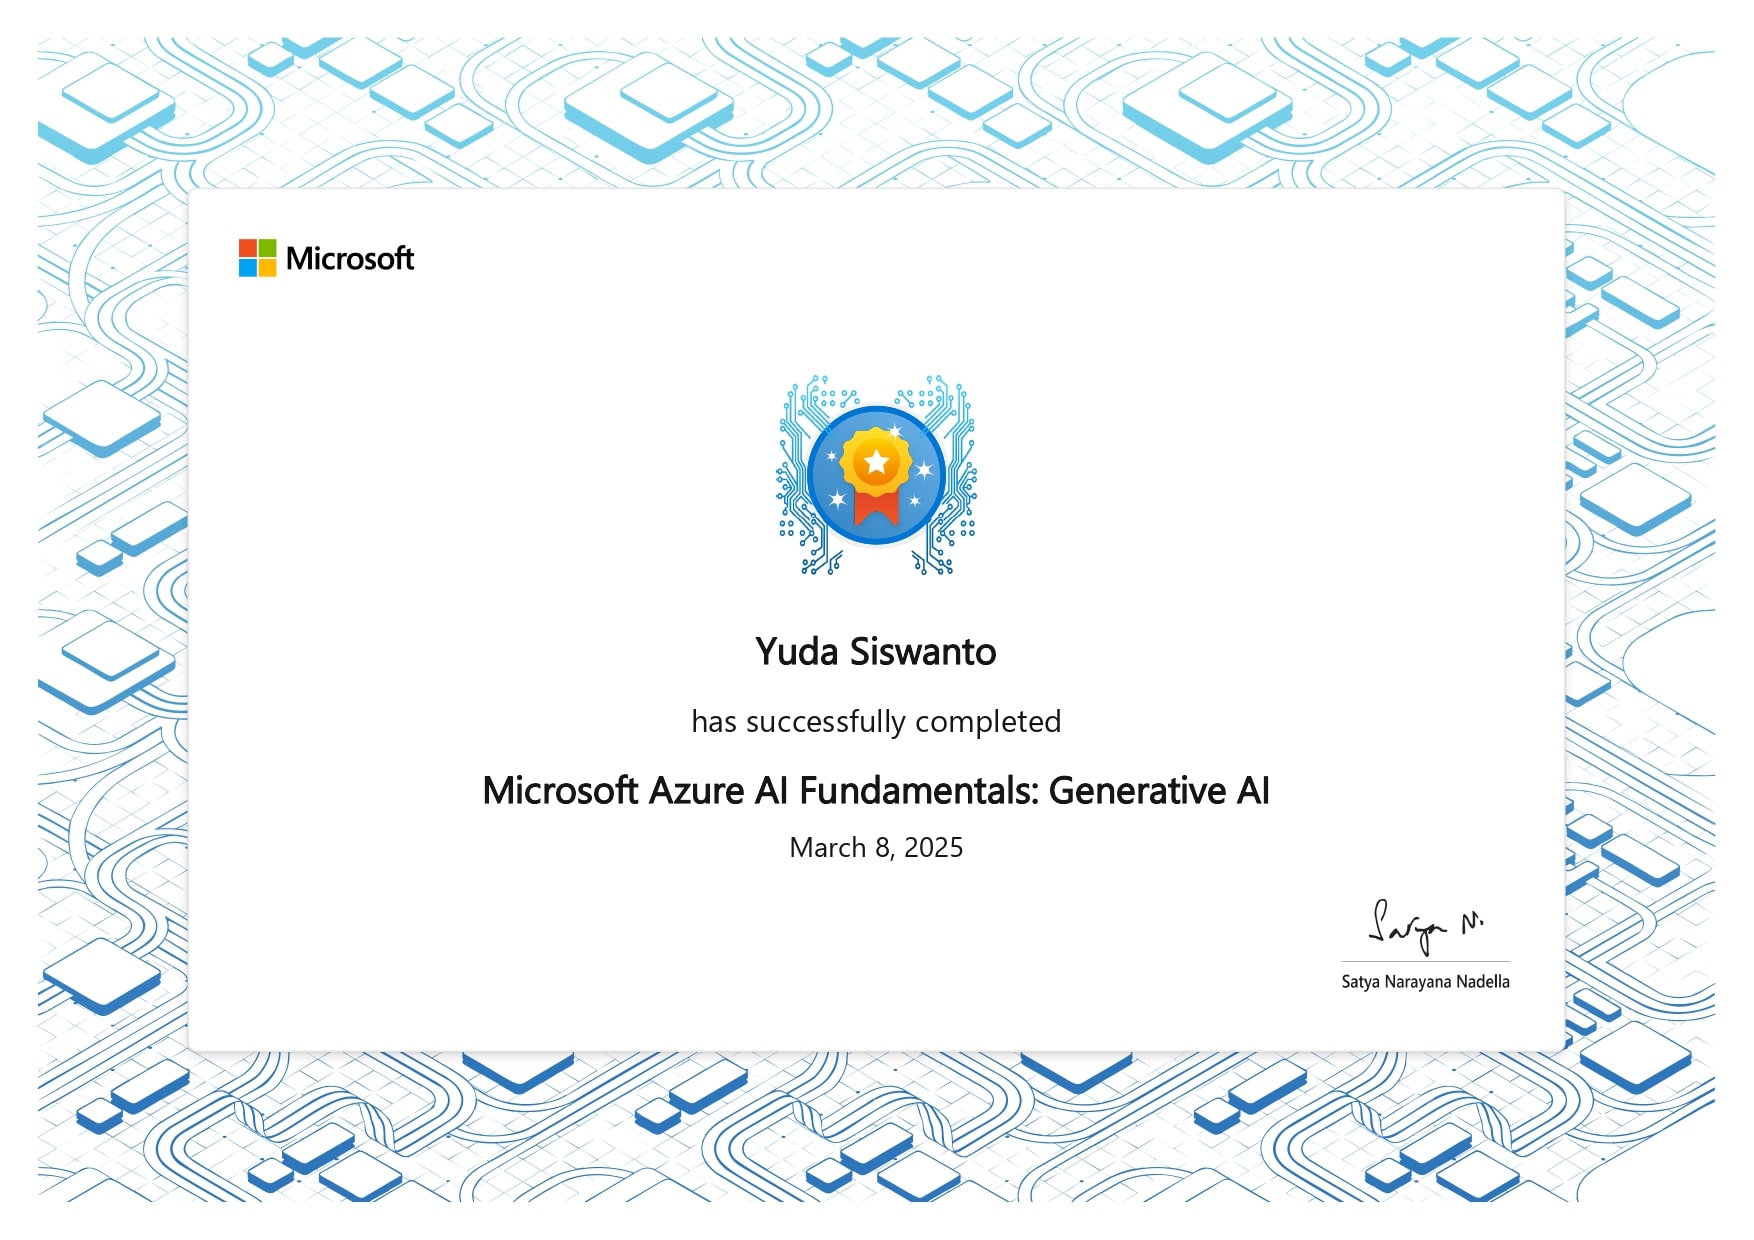 Microsoft
Yuda Siswanto
has successfully completed
Microsoft Azure AI Fundamentals: Generative AI
March 8, 2025
Satya N.
Satya Narayana Nadella